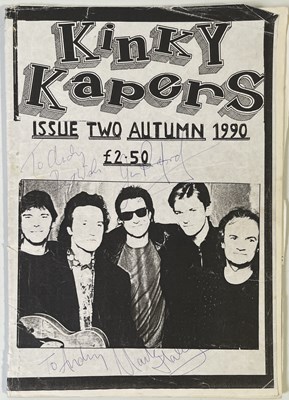 KINKY
KAPERS
ISSUE TWO AUTUMN 1990
£2.50
To Andy
To Andy